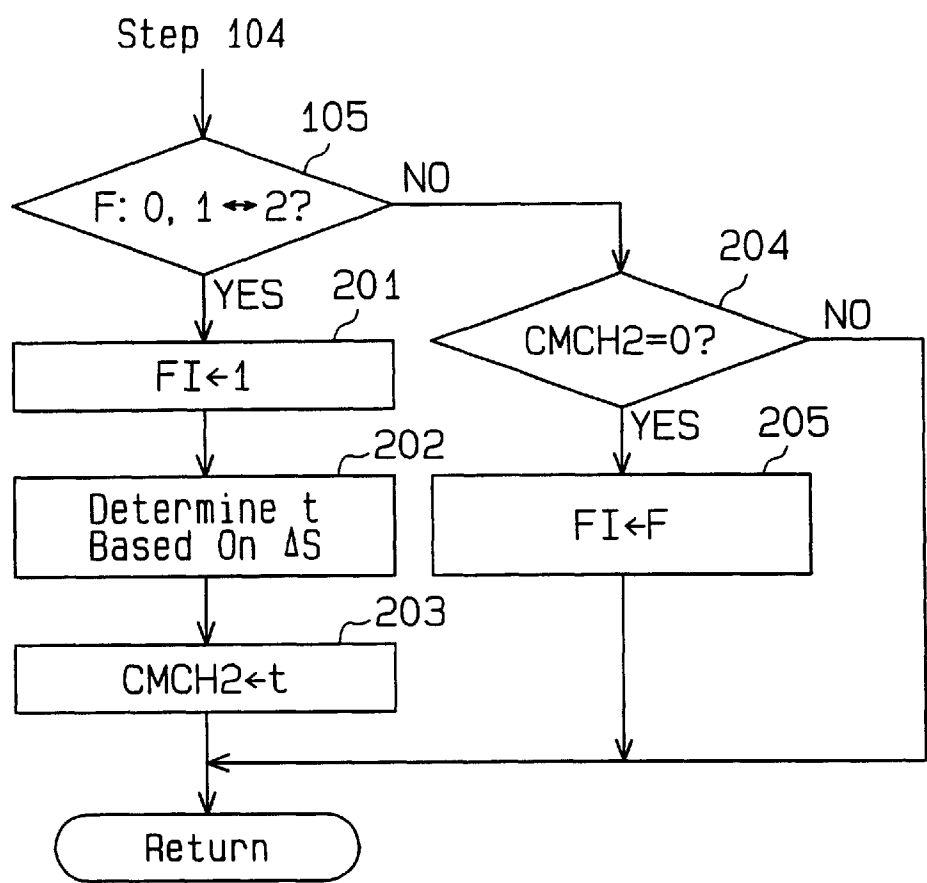 Step 104
105
F: 0, 1 ↔ 2?
NO
YES
201
FI←1
202
Determine t
Based On ΔS
203
CMCH2←t
204
CMCH2=0?
NO
YES
205
FI←F
Return